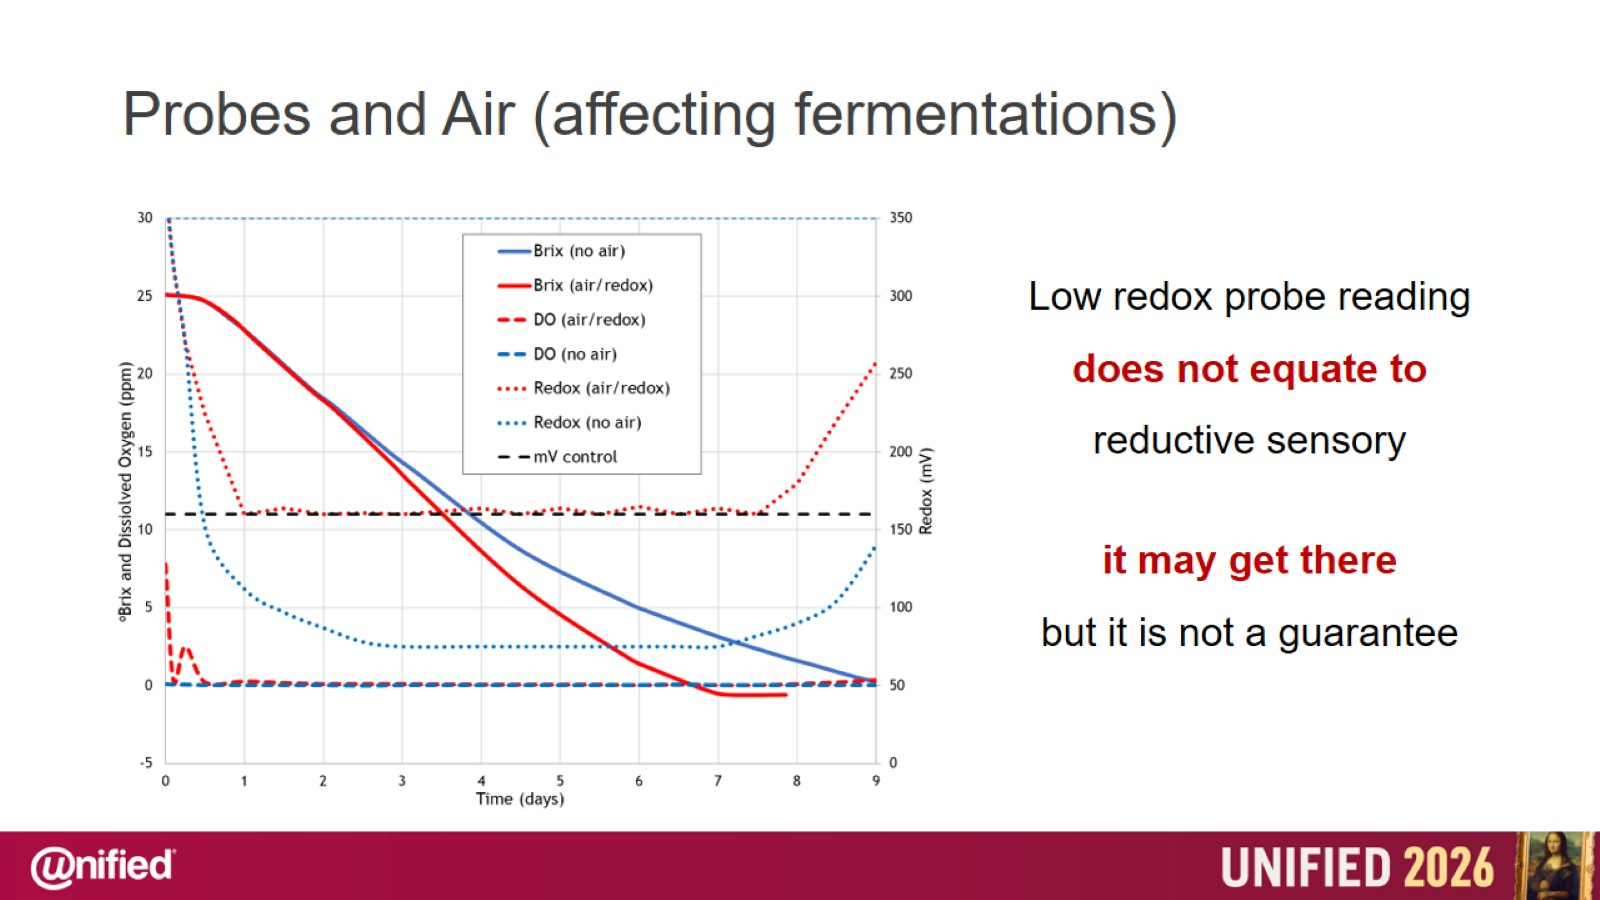 Probes and Air (affecting fermentations)
30
25
20
15
10
5
0
-5
ºBrix and Dissiolved Oxygen (ppm)
Brix (no air)
Brix (air/redox)
DO (air/redox)
DO (no air)
Redox (air/redox)
Redox (no air)
mV control
350
300
250
200
150
100
50
0
Redox (mV)
0 1 2 3 4 5 6 7 8 9
Time (days)
Low redox probe reading
does not equate to
reductive sensory
it may get there
but it is not a guarantee
unified
UNIFIED 2026